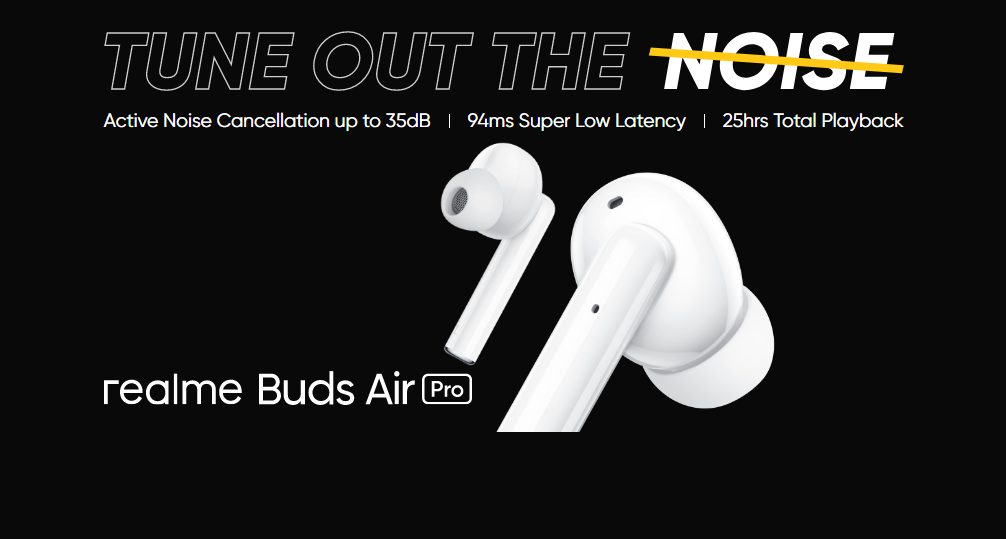 TUNE OUT THE NOISE
Active Noise Cancellation up to 35dB | 94ms Super Low Latency | 25hrs Total Playback
realme Buds Air Pro